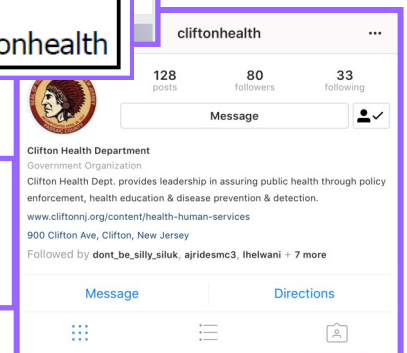 onhealth
cliftonhealth
128 80 33
posts followers following
Message
Clifton Health Department
Government Organization
Clifton Health Dept. provides leadership in assuring public health through policy
enforcement, health education & disease prevention & detection.
www.cliftonnj.org/content/health-human-services
900 Clifton Ave, Clifton, New Jersey
Followed by dont_be_silly_siluk, ajridesmc3, lhelwani + 7 more
Message Directions